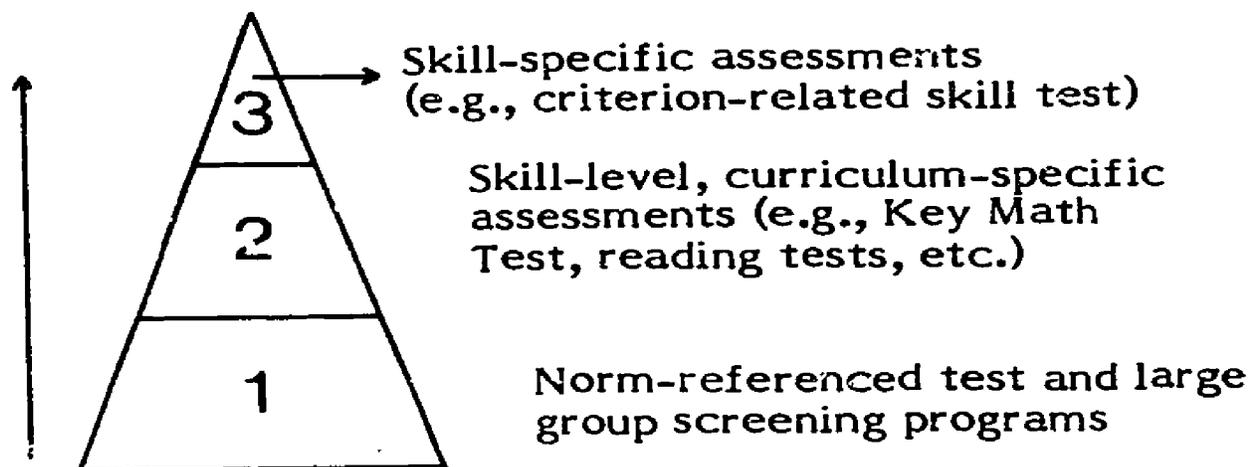 Skill-specific assessments
(e.g., criterion-related skill test)
3
Skill-level, curriculum-specific
assessments (e.g., Key Math
Test, reading tests, etc.)
2
Norm-referenced test and large
group screening programs
1